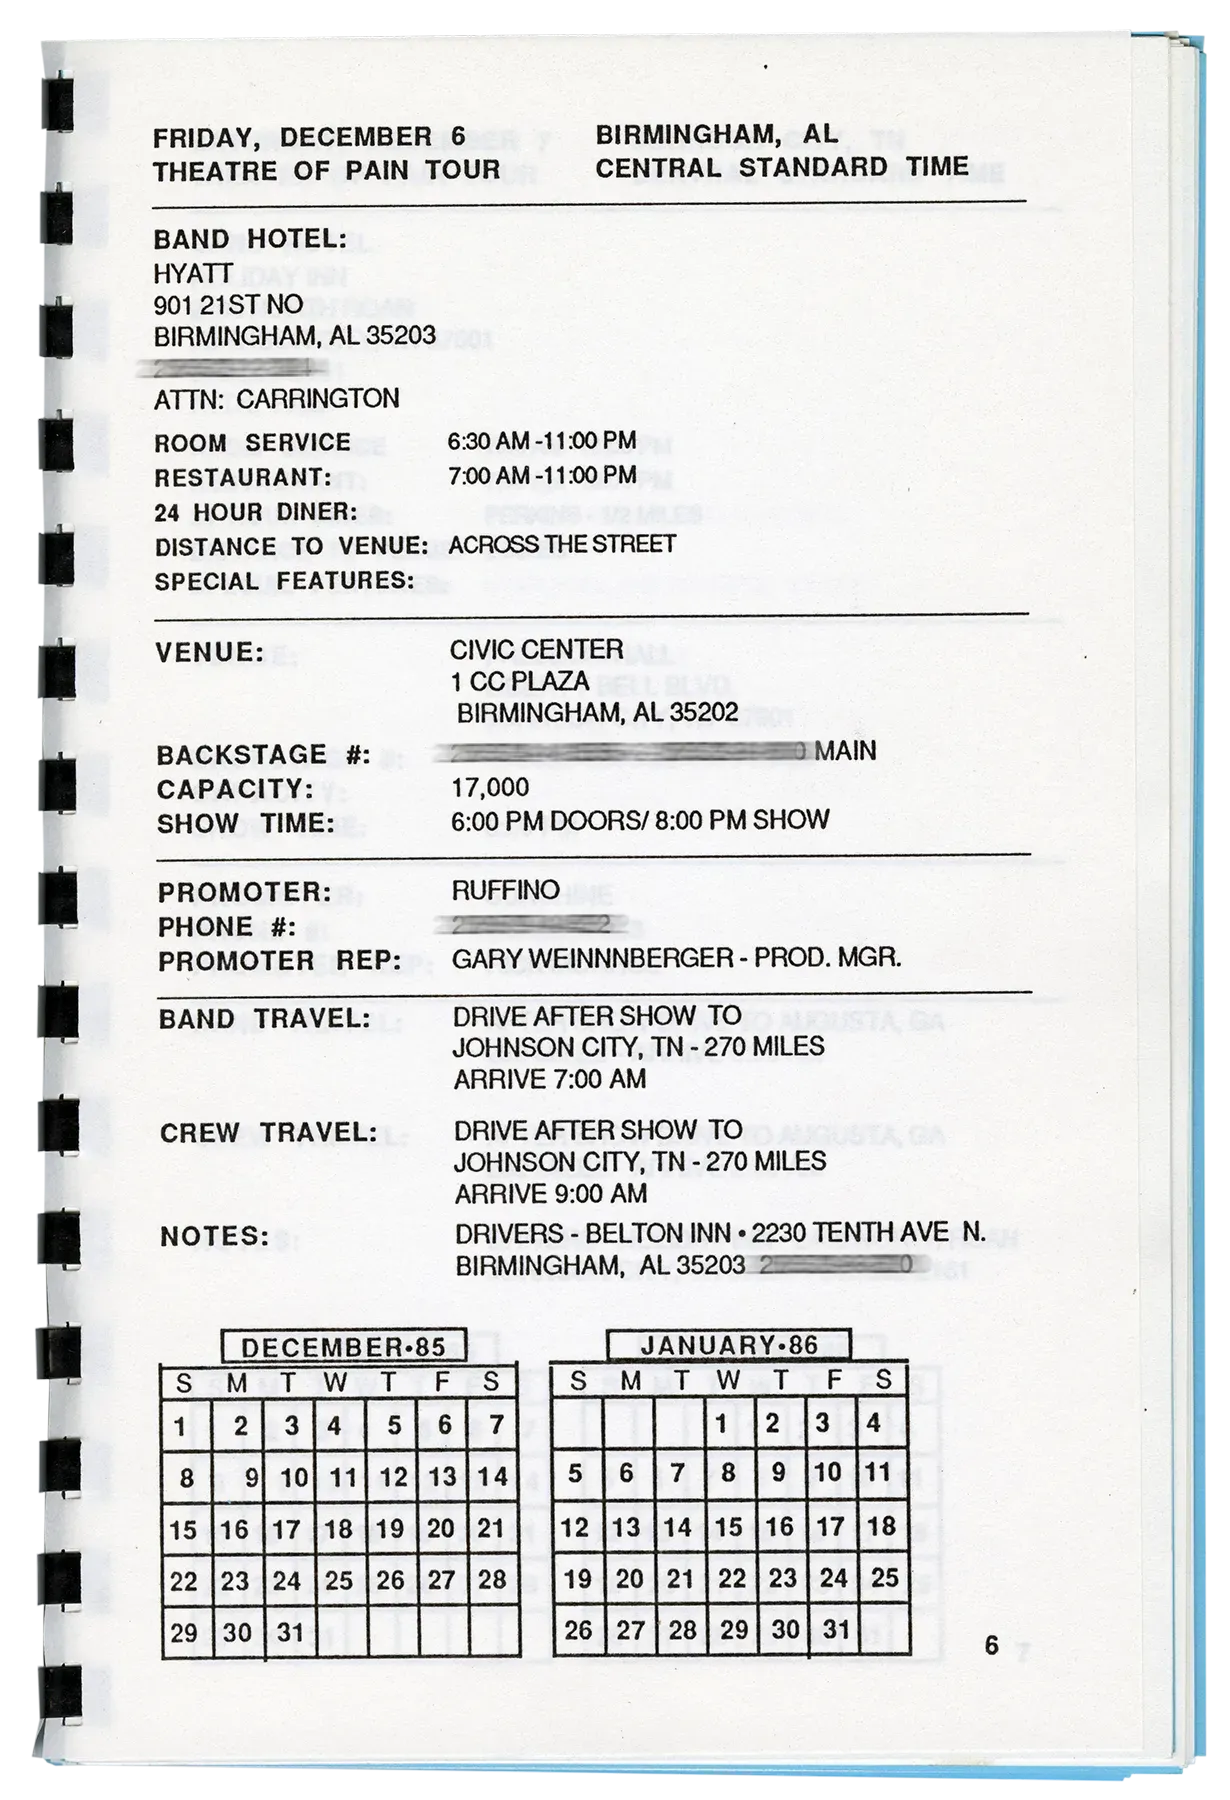 FRIDAY, DECEMBER 6 BIRMINGHAM, AL
THEATRE OF PAIN TOUR CENTRAL STANDARD TIME
BAND HOTEL:
HYATT
901 21ST NO
BIRMINGHAM, AL 35203
ATTN: CARRINGTON
ROOM SERVICE 6:30 AM -11:00 PM
RESTAURANT: 7:00 AM -11:00 PM
24 HOUR DINER:
DISTANCE TO VENUE: ACROSS THE STREET
SPECIAL FEATURES:
VENUE: CIVIC CENTER
1 CC PLAZA
BIRMINGHAM, AL 35202
BACKSTAGE #: MAIN
CAPACITY: 17,000
SHOW TIME: 6:00 PM DOORS/ 8:00 PM SHOW
PROMOTER: RUFFINO
PHONE #:
PROMOTER REP: GARY WEINNNBERGER - PROD. MGR.
BAND TRAVEL: DRIVE AFTER SHOW TO
JOHNSON CITY, TN - 270 MILES
ARRIVE 7:00 AM
CREW TRAVEL: DRIVE AFTER SHOW TO
JOHNSON CITY, TN - 270 MILES
ARRIVE 9:00 AM
NOTES: DRIVERS - BELTON INN • 2230 TENTH AVE N.
BIRMINGHAM, AL 35203
DECEMBER•85
S M T W T F S
1 2 3 4 5 6 7
8 9 10 11 12 13 14
15 16 17 18 19 20 21
22 23 24 25 26 27 28
29 30 31
JANUARY•86
S M T W T F S
1 2 3 4
5 6 7 8 9 10 11
12 13 14 15 16 17 18
19 20 21 22 23 24 25
26 27 28 29 30 31
6